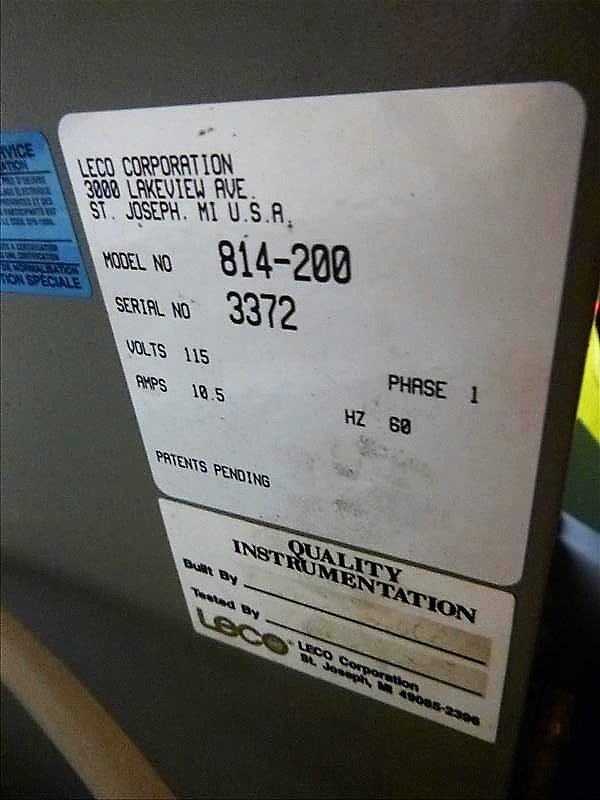 LECO CORPORATION
3000 LAKEVIEW AVE.
ST. JOSEPH, MI U.S.A.
MODEL NO 814-200
SERIAL NO 3372
VOLTS 115
AMPS 10.5
PHASE 1
HZ 60
PATENTS PENDING
QUALITY
INSTRUMENTATION
Built By
Tested By
LECO
LECO Corporation
St. Joseph, MI 49085-2396
TION SPÉCIALE